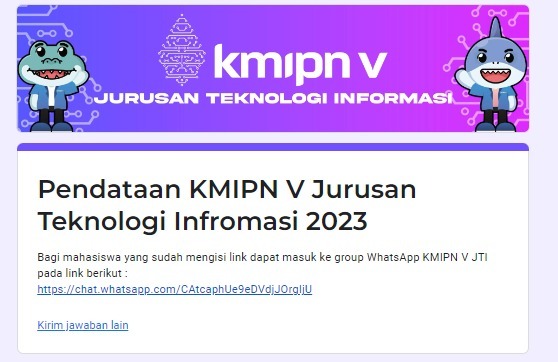 kmipn v
JURUSAN TEKNOLOGI INFORMASI
Pendataan KMIPN V Jurusan
Teknologi Infromasi 2023
Bagi mahasiswa yang sudah mengisi link dapat masuk ke group WhatsApp KMIPN V JTI
pada link berikut :
https://chat.whatsapp.com/CAtcaphUe9eDVdjJOrgIjU
Kirim jawaban lain